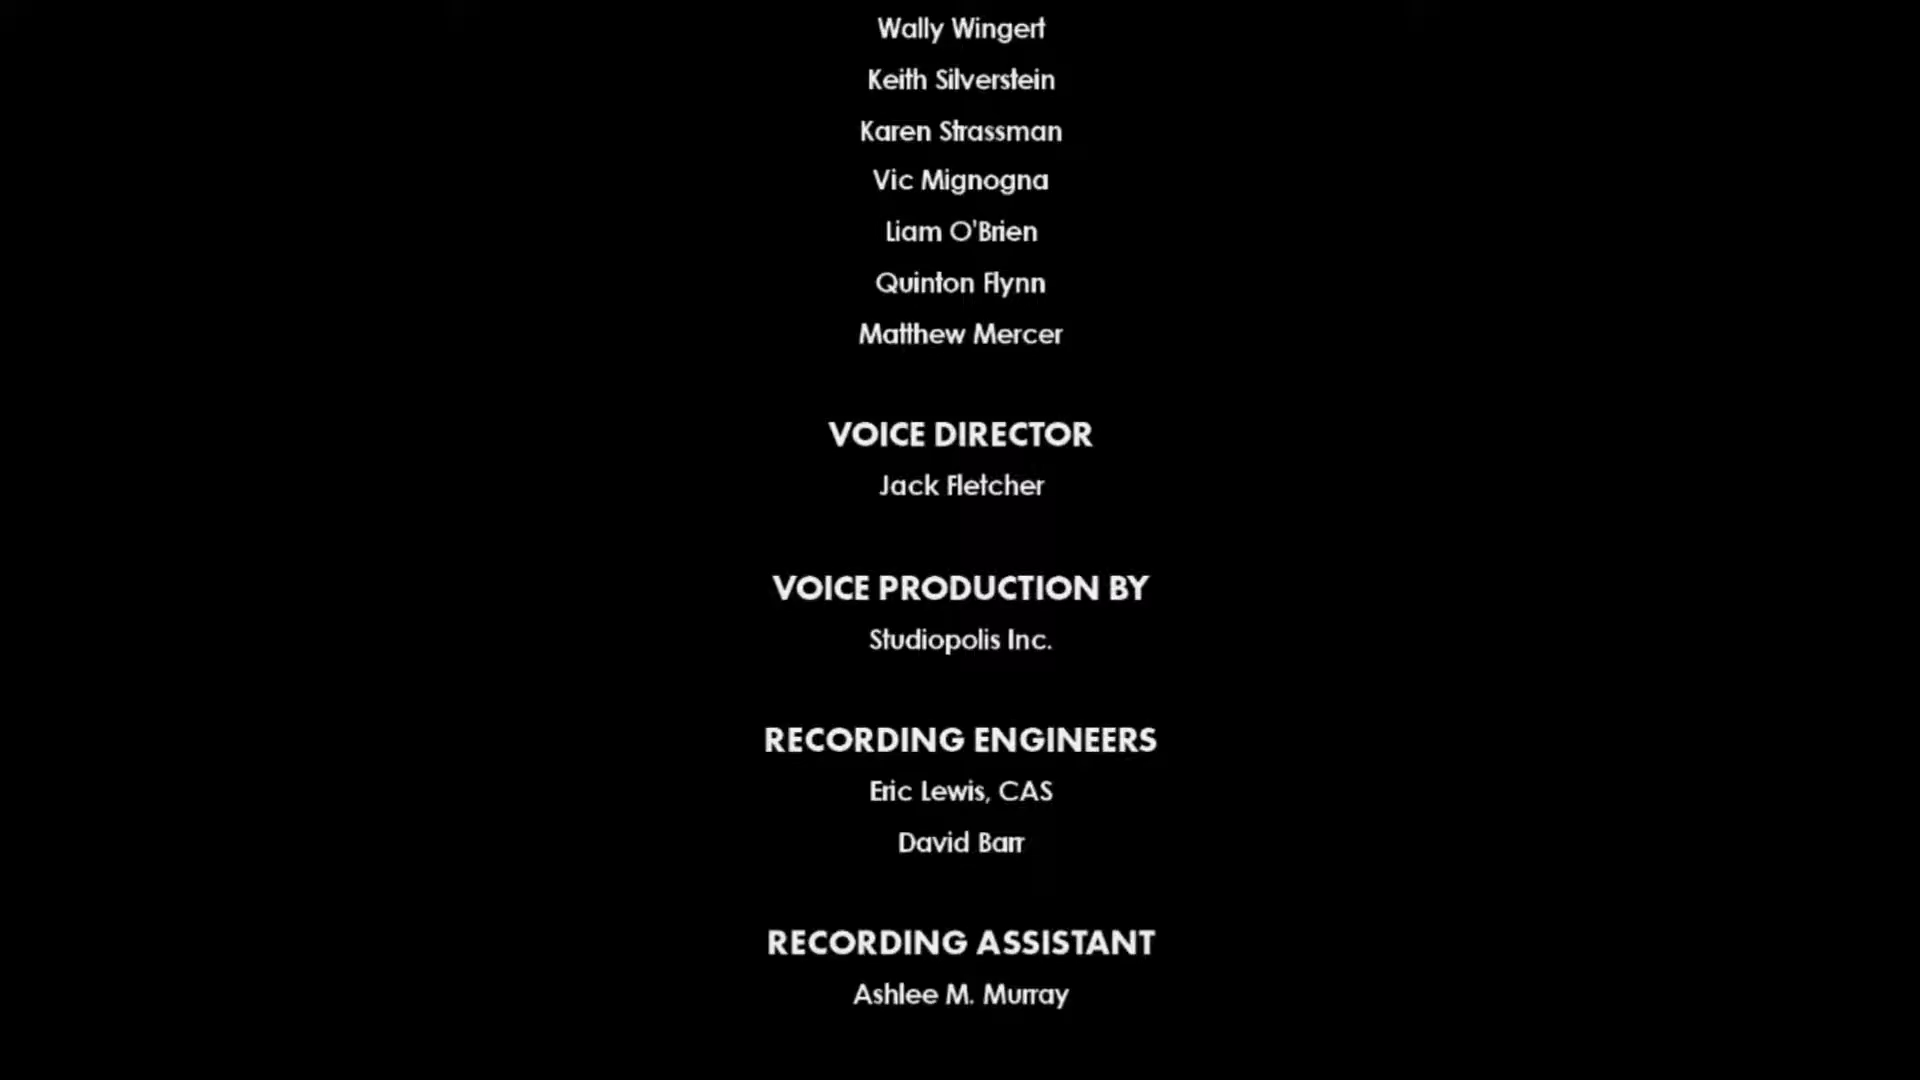 Wally Wingert
Keith Silverstein
Karen Strassman
Vic Mignogna
Liam O'Brien
Quinton Flynn
Matthew Mercer
VOICE DIRECTOR
Jack Fletcher
VOICE PRODUCTION BY
Studiopolis Inc.
RECORDING ENGINEERS
Eric Lewis, CAS
David Barr
RECORDING ASSISTANT
Ashlee M. Murray